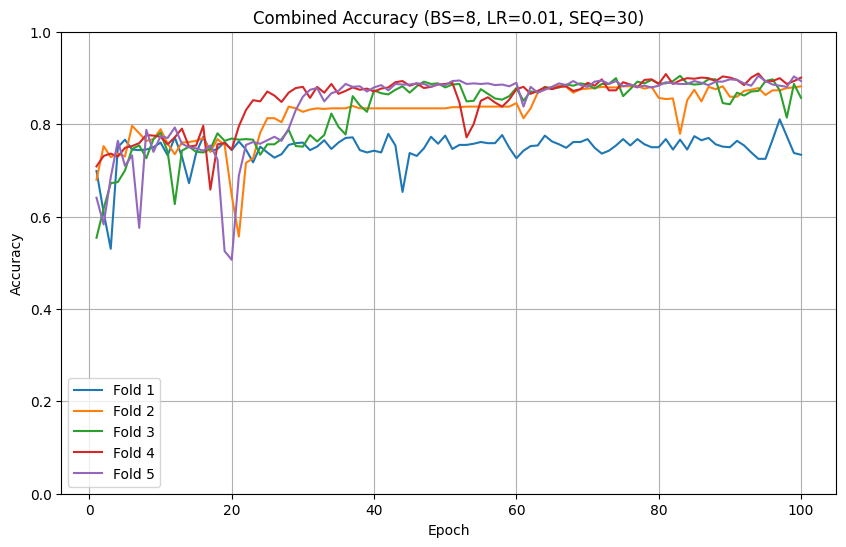 Combined Accuracy (BS=8, LR=0.01, SEQ=30)
1.0
0.8
0.6
0.4
0.2
0.0
Accuracy
Fold 1
Fold 2
Fold 3
Fold 4
Fold 5
0 20 40 60 80 100
Epoch